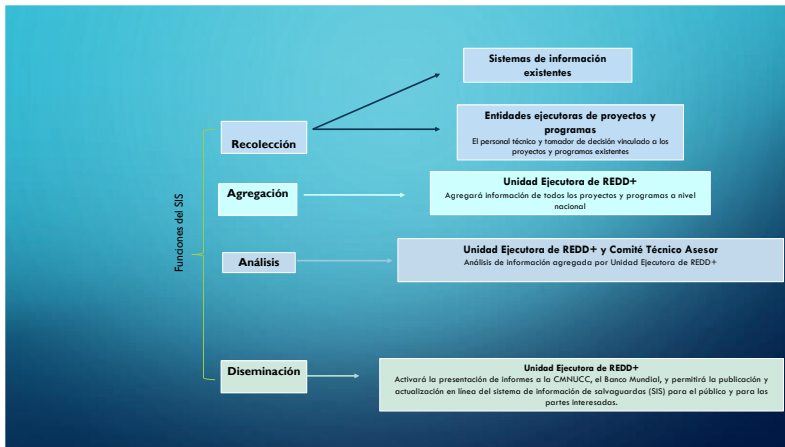 Funciones del SIS
Recolección
Sistemas de información
existentes
Entidades ejecutoras de proyectos y
programas
El personal técnico y tomador de decisión vinculado a los
proyectos y programas existentes
Agregación
Unidad Ejecutora de REDD+
Agregará información de todos los proyectos y programas a nivel
nacional
Análisis
Unidad Ejecutora de REDD+ y Comité Técnico Asesor
Análisis de información agregada por Unidad Ejecutora de REDD+
Diseminación
Unidad Ejecutora de REDD+
Activará la presentación de informes a la CMNUCC, el Banco Mundial, y permitirá la publicación y
actualización en línea del sistema de información de salvaguardas (SIS) para el público y para las
partes interesadas.